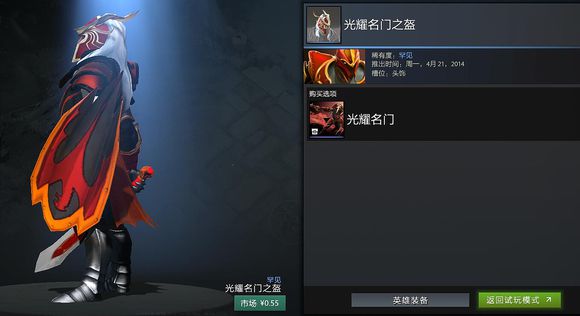 光耀名门之盔
稀有度：罕见
推出时间：周一，4月 21，2014
槽位：头饰
购买选项
光耀名门
罕见
光耀名门之盔
市场 ¥0.55
英雄装备
返回试玩模式